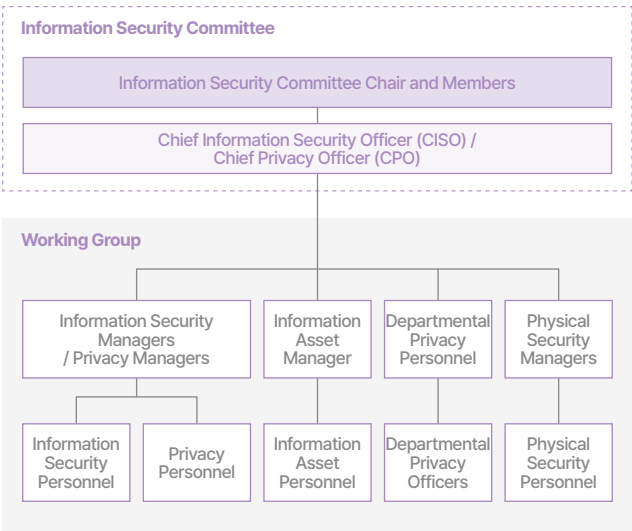 Information Security Committee
Information Security Committee Chair and Members
Chief Information Security Officer (CISO) /
Chief Privacy Officer (CPO)
Working Group
Information Security
Managers
/ Privacy Managers
Information
Asset
Manager
Departmental
Privacy
Personnel
Physical
Security
Managers
Information
Security
Personnel
Privacy
Personnel
Information
Asset
Personnel
Departmental
Privacy
Officers
Physical
Security
Personnel